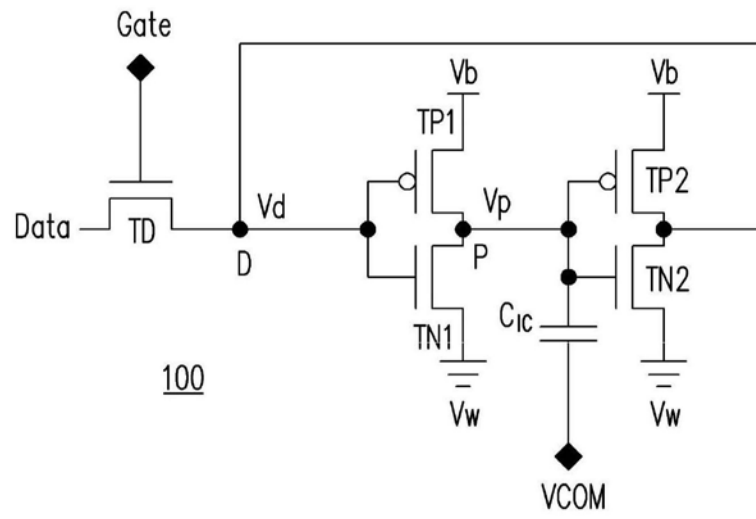 Gate
Vb
Vb
TP1
TP2
Data
TD
Vd
D
Vp
P
TN1
TN2
CIC
100
Vw
Vw
VCOM